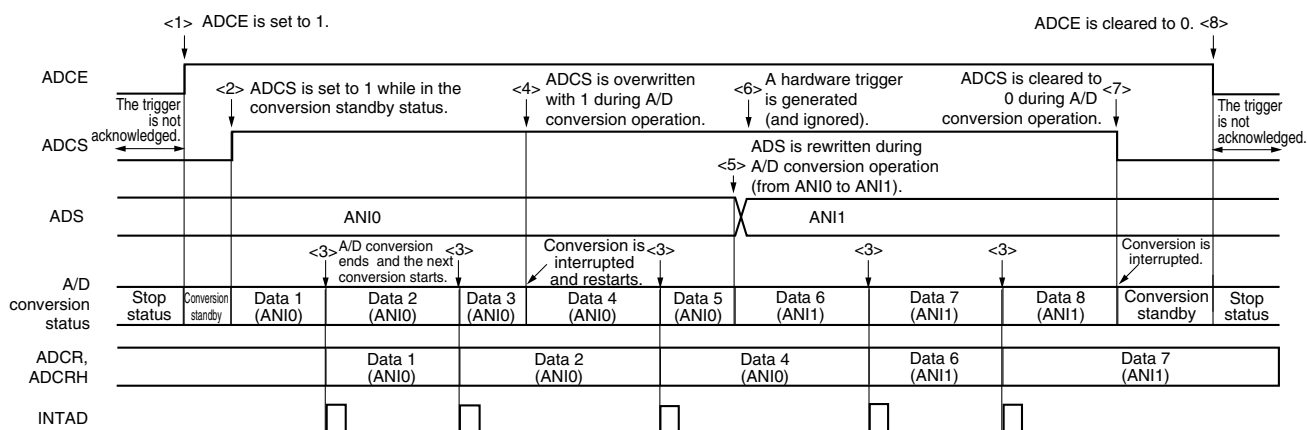 <1> ADCE is set to 1.
ADCE is cleared to 0. <8>
ADCE
The trigger
is not
acknowledged.
<2> ADCS is set to 1 while in the
conversion standby status.
<4> ADCS is overwritten
with 1 during A/D
conversion operation.
<6> A hardware trigger
is generated
(and ignored).
ADCS is cleared to <7>
0 during A/D
conversion operation.
The trigger
is not
acknowledged.
ADCS
<5> ADS is rewritten during
A/D conversion operation
(from ANI0 to ANI1).
ADS
ANI0
ANI1
<3> A/D conversion
ends and the next
conversion starts.
<3>
Conversion is
interrupted
and restarts.
<3>
<3>
<3>
Conversion is
interrupted.
A/D
conversion
status
Stop
status
Conversion
standby
Data 1
(ANI0)
Data 2
(ANI0)
Data 3
(ANI0)
Data 4
(ANI0)
Data 5
(ANI0)
Data 6
(ANI1)
Data 7
(ANI1)
Data 8
(ANI1)
Conversion
standby
Stop
status
ADCR,
ADCRH
Data 1
(ANI0)
Data 2
(ANI0)
Data 4
(ANI0)
Data 6
(ANI1)
Data 7
(ANI1)
INTAD